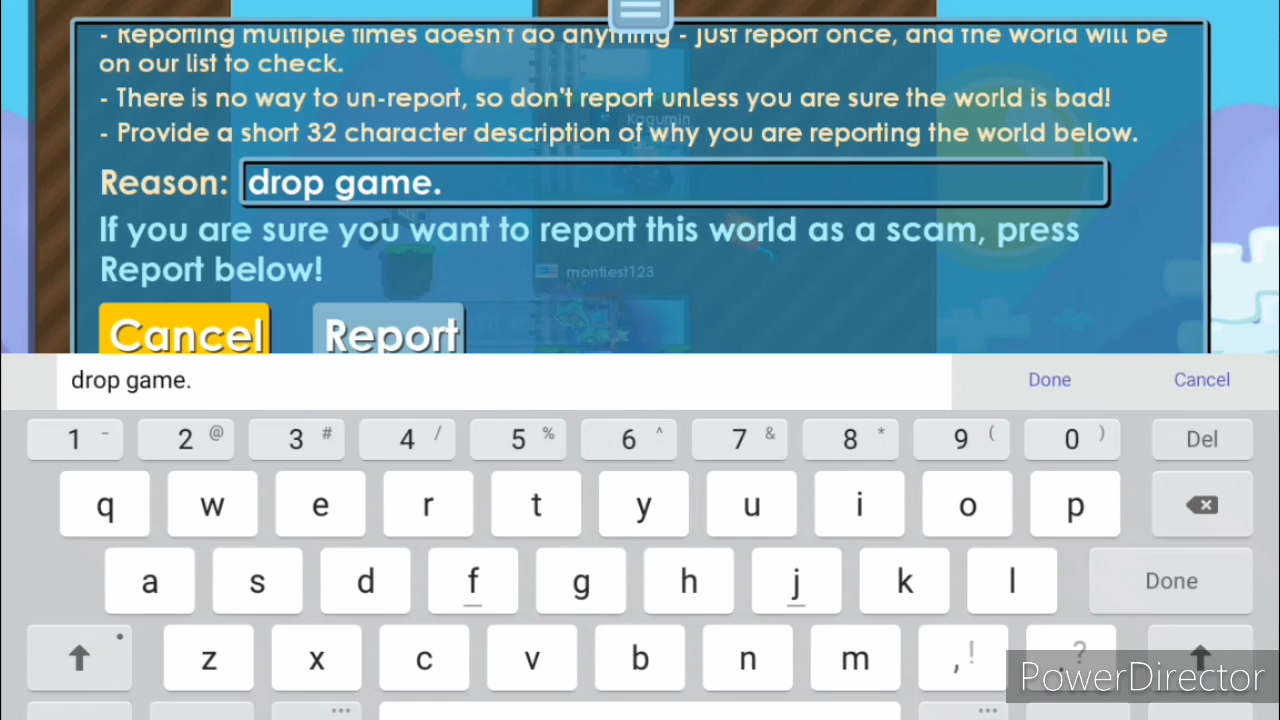 - Reporting multiple times doesn't do anything - just report once, and the world will be
on our list to check.
- There is no way to un-report, so don't report unless you are sure the world is bad!
Kagumin
- Provide a short 32 character description of why you are reporting the world below.
Reason: drop game.
If you are sure you want to report this world as a scam, press
Report below!
montiest123
Cancel Report
drop game. Done Cancel
1 - 2 @ 3 # 4 / 5 % 6 ^ 7 & 8 * 9 ( 0 ) Del
q w e r t y u i o p
a s d f g h j k l Done
z x c v b n m , ! . ?
PowerDirector